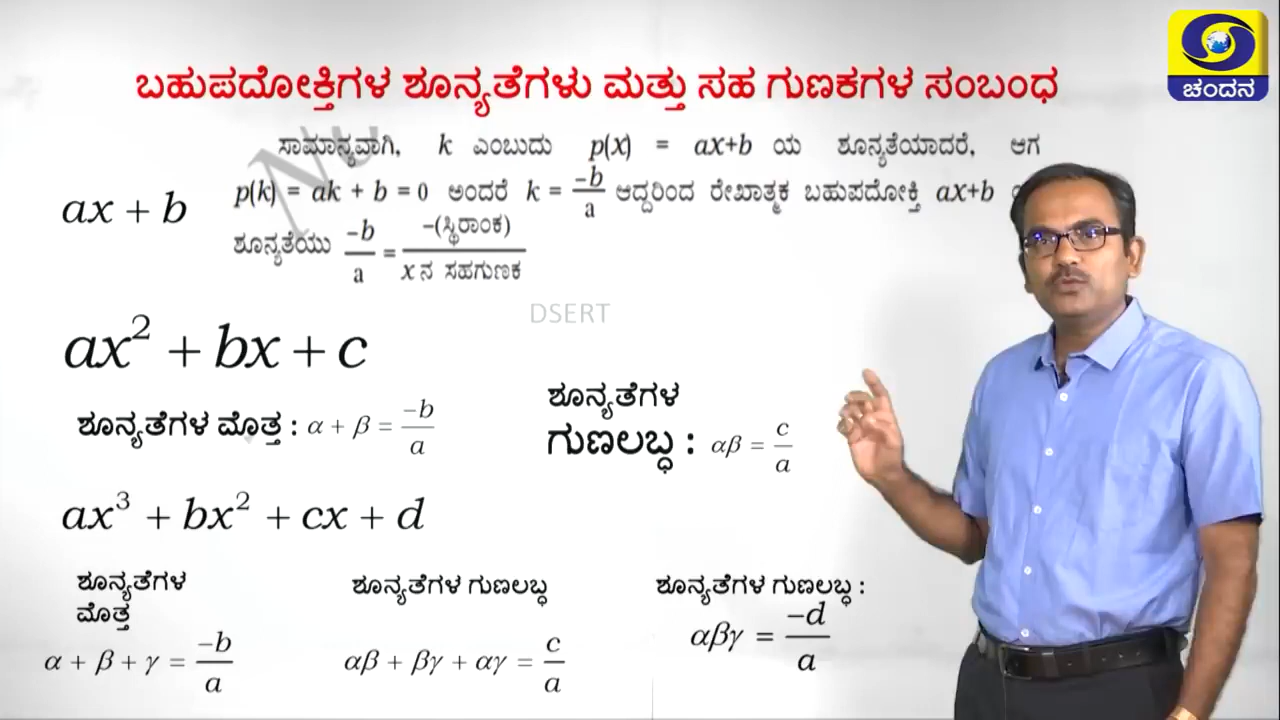 ಚಂದನ
ಬಹುಪದೋಕ್ತಿಗಳ ಶೂನ್ಯತೆಗಳು ಮತ್ತು ಸಹ ಗುಣಕಗಳ ಸಂಬಂಧ
ಸಾಮಾನ್ಯವಾಗಿ, k ಎಂಬುದು p(x) = ax+b ಯ ಶೂನ್ಯತೆಯಾದರೆ, ಆಗ
p(k) = ak + b = 0 ಅಂದರೆ k = -b/a ಆದ್ದರಿಂದ ರೇಖಾತ್ಮಕ ಬಹುಪದೋಕ್ತಿ ax+b
ಶೂನ್ಯತೆಯು -b/a = -(ಸ್ಥಿರಾಂಕ)/x ನ ಸಹಗುಣಕ
ax + b
DSERT
ax² + bx + c
ಶೂನ್ಯತೆಗಳ ಮೊತ್ತ : α + β = -b/a
ಶೂನ್ಯತೆಗಳ
ಗುಣಲಬ್ಧ : αβ = c/a
ax³ + bx² + cx + d
ಶೂನ್ಯತೆಗಳ
ಮೊತ್ತ
α + β + γ = -b/a
ಶೂನ್ಯತೆಗಳ ಗುಣಲಬ್ಧ
αβ + βγ + αγ = c/a
ಶೂನ್ಯತೆಗಳ ಗುಣಲಬ್ಧ :
αβγ = -d/a